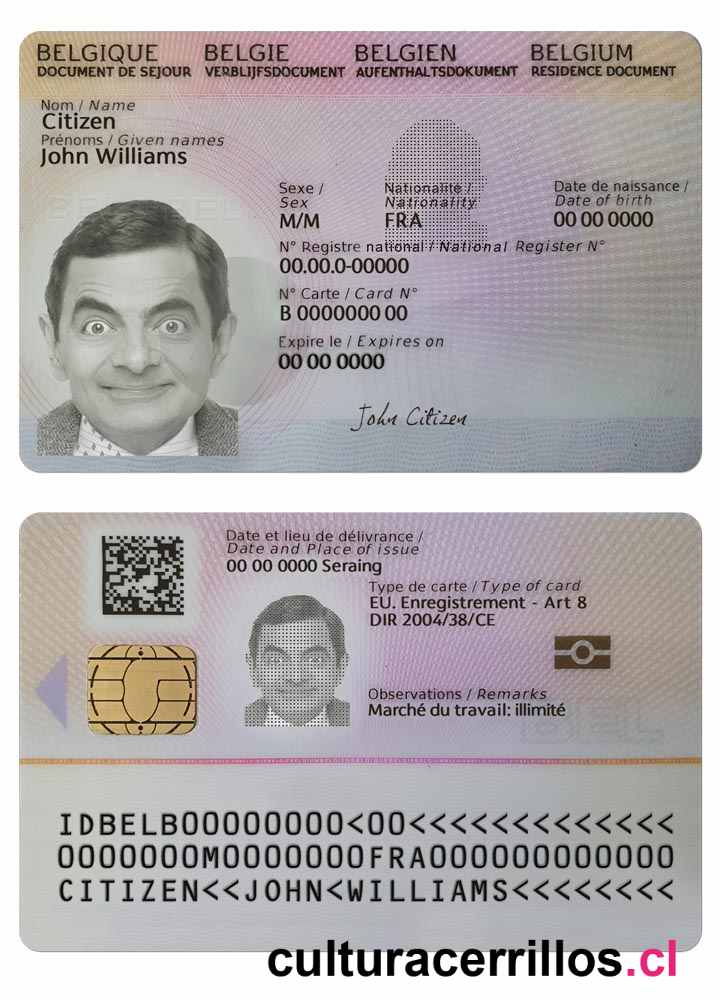 BELGIQUE BELGIE BELGIEN BELGIUM
DOCUMENT DE SEJOUR VERBLIJFSDOCUMENT AUFENTHALTSDOKUMENT RESIDENCE DOCUMENT
Nom / Name
Citizen
Prénoms / Given names
John Williams
Sexe / Nationalité / Date de naissance /
Sex Nationality Date of birth
M/M FRA 00 00 0000
N° Registre national / National Register N°
00.00.0-00000
N° Carte / Card N°
B 0000000 00
Expire le / Expires on
00 00 0000
John Citizen
Date et lieu de délivrance /
Date and Place of issue
00 00 0000 Seraing
Type de carte / Type of card
EU. Enregistrement - Art 8
DIR 2004/38/CE
Observations / Remarks
Marché du travail: illimité
IDBELB00000000<00<<<<<<<<<<<<<
0000000M0000000FRA000000000000
CITIZEN<<JOHN<WILLIAMS<<<<<<<<
culturacerrillos.cl